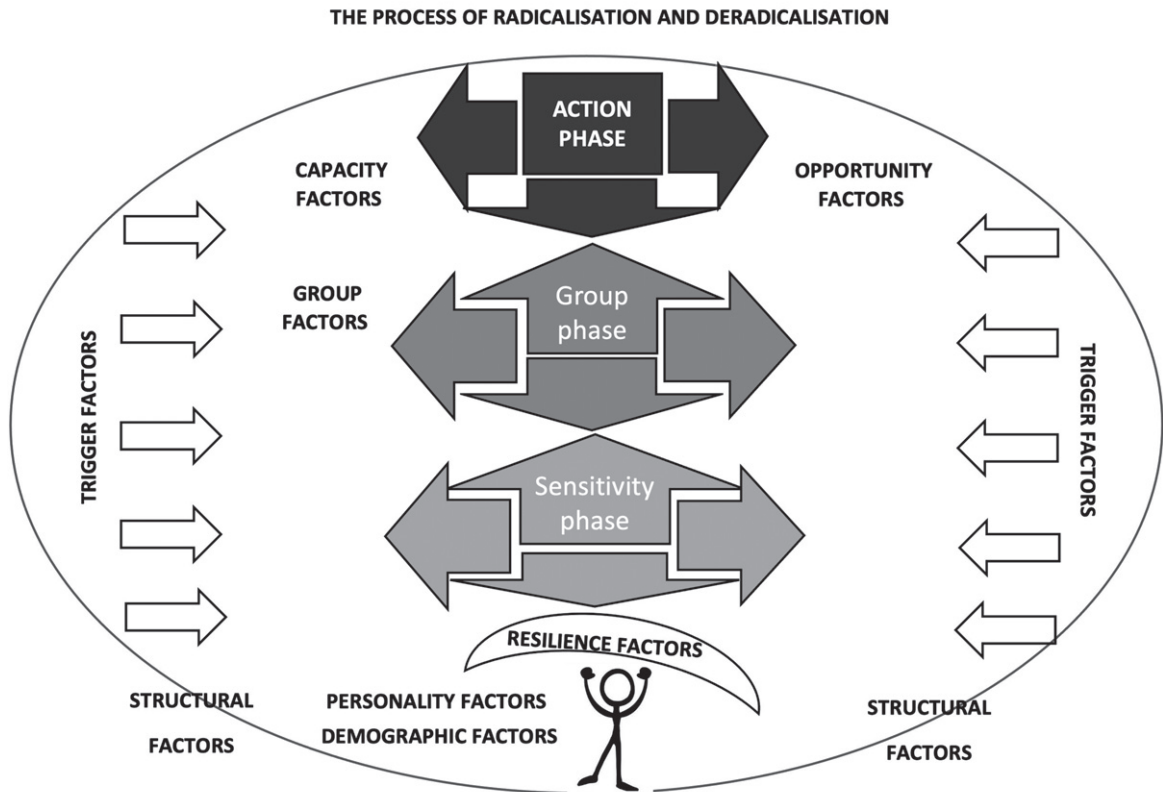 THE PROCESS OF RADICALISATION AND DERADICALISATION
ACTION
PHASE
CAPACITY
FACTORS
OPPORTUNITY
FACTORS
GROUP
FACTORS
Group
phase
TRIGGER FACTORS
TRIGGER FACTORS
Sensitivity
phase
RESILIENCE FACTORS
STRUCTURAL
FACTORS
PERSONALITY FACTORS
DEMOGRAPHIC FACTORS
STRUCTURAL
FACTORS